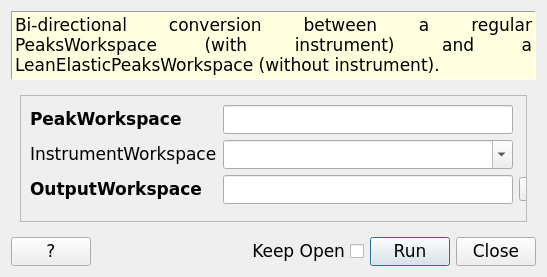 Bi-directional conversion between a regular
PeaksWorkspace (with instrument) and a
LeanElasticPeaksWorkspace (without instrument).
PeakWorkspace
InstrumentWorkspace
OutputWorkspace
? Keep Open Run Close